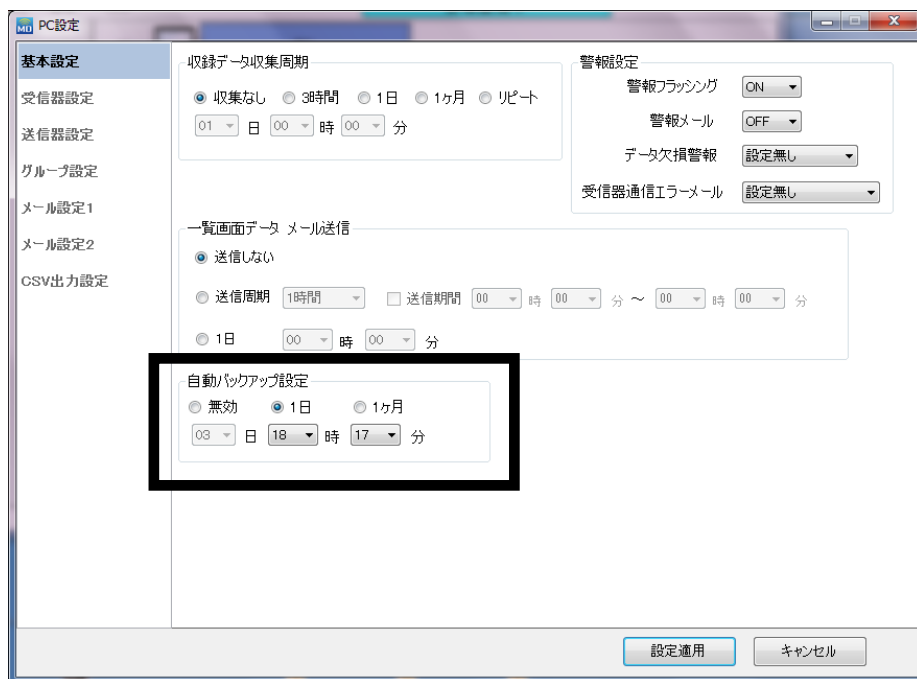 MD PC設定
基本設定
受信器設定
送信器設定
グループ設定
メール設定1
メール設定2
CSV出力設定
収録データ収集周期
収集なし 3時間 1日 1ヶ月 リピート
01 日 00 時 00 分
警報設定
警報フラッシング ON
警報メール OFF
データ欠損警報 設定無し
受信器通信エラーメール 設定無し
一覧画面データ メール送信
送信しない
送信周期 1時間 送信期間 00 時 00 分 ～ 00 時 00 分
1日 00 時 00 分
自動バックアップ設定
無効 1日 1ヶ月
03 日 18 時 17 分
設定適用 キャンセル